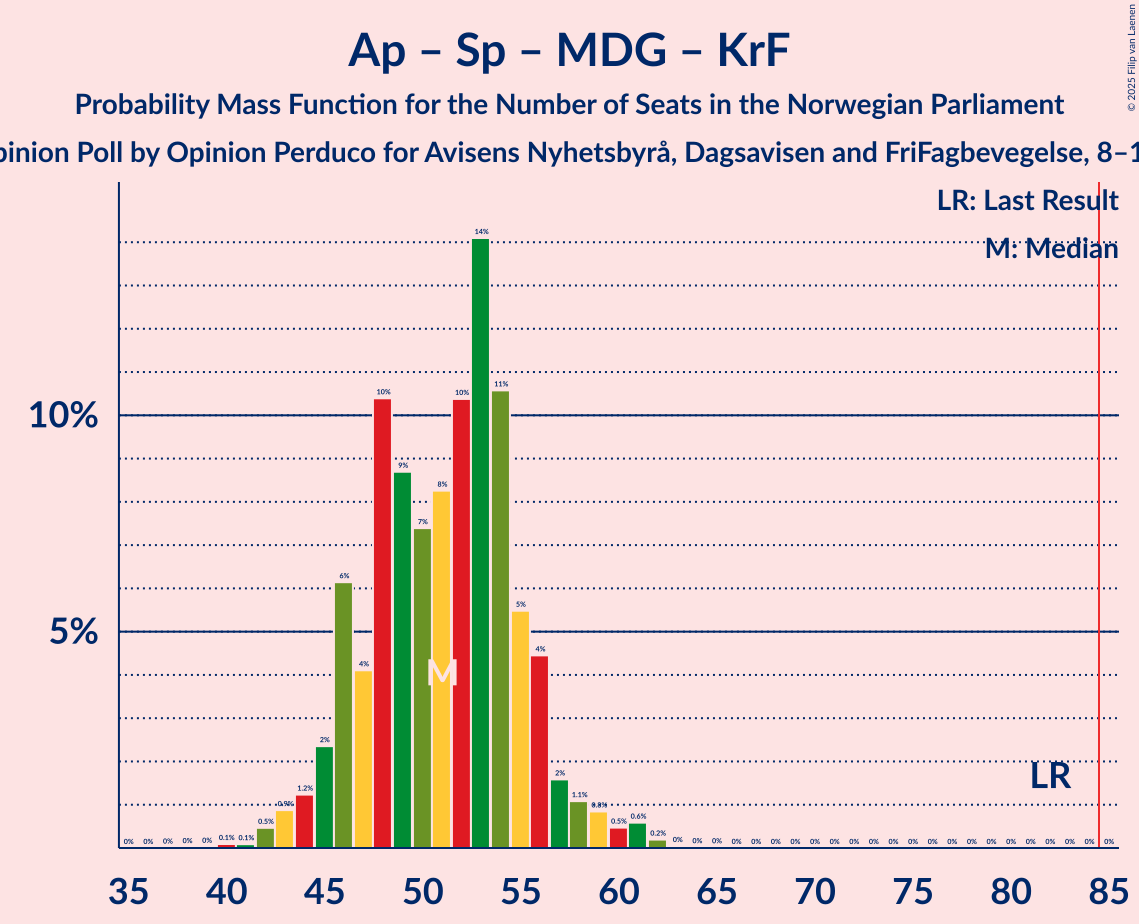 Ap – Sp – MDG – KrF
© 2025 Filip van Laenen
Probability Mass Function for the Number of Seats in the Norwegian Parliament
pinion Poll by Opinion Perduco for Avisens Nyhetsbyrå, Dagsavisen and FriFagbevegelse, 8–1
LR: Last Result
M: Median
14%
10% 10% 11%
10%
9%
8%
7%
6%
5%
5%
4% 4%
M
2% 2%
LR
1.2% 1.1%
0.9% 0.8%
0.5% 0.5% 0.6%
0% 0% 0% 0% 0% 0.1% 0.1% 0.2% 0% 0% 0% 0% 0% 0% 0% 0% 0% 0% 0% 0% 0% 0% 0% 0% 0% 0% 0% 0% 0% 0% 0%
35 40 45 50 55 60 65 70 75 80 85